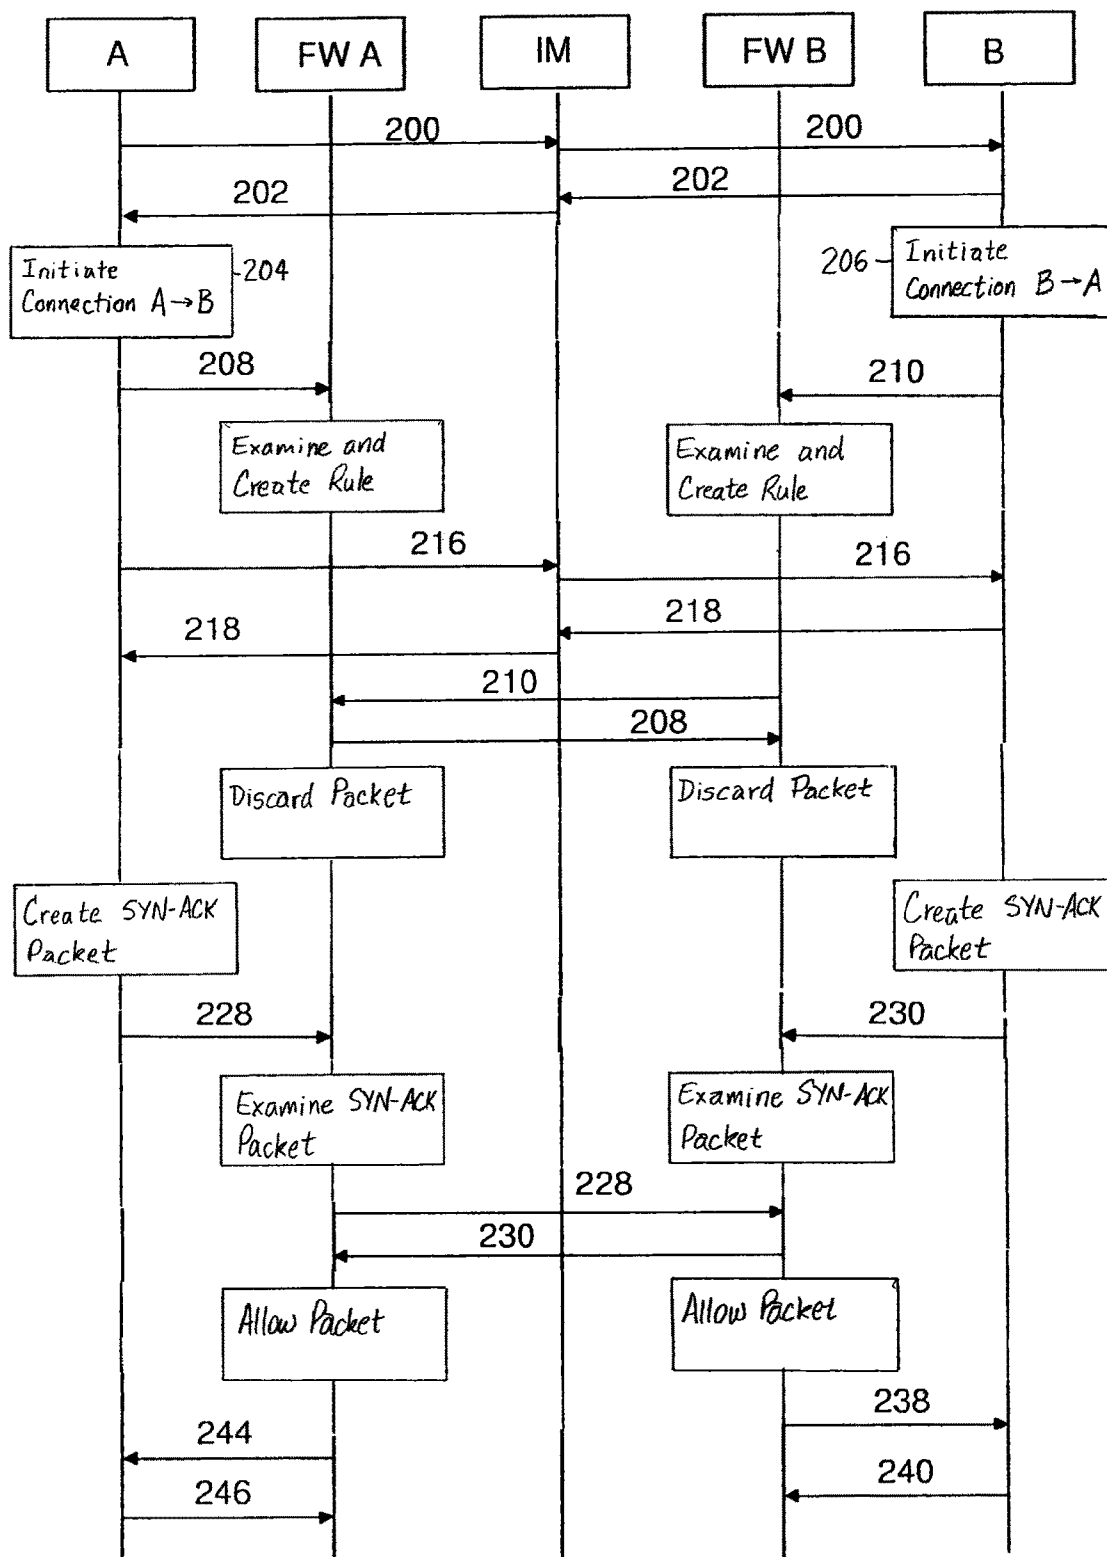 A
FW A
IM
FW B
B
200
200
202
202
Initiate
Connection A→B
204
206
Initiate
Connection B→A
208
210
Examine and
Create Rule
Examine and
Create Rule
216
216
218
218
210
208
Discard Packet
Discard Packet
Create SYN-ACK
Packet
Create SYN-ACK
Packet
228
230
Examine SYN-ACK
Packet
Examine SYN-ACK
Packet
228
230
Allow Packet
Allow Packet
238
244
240
246